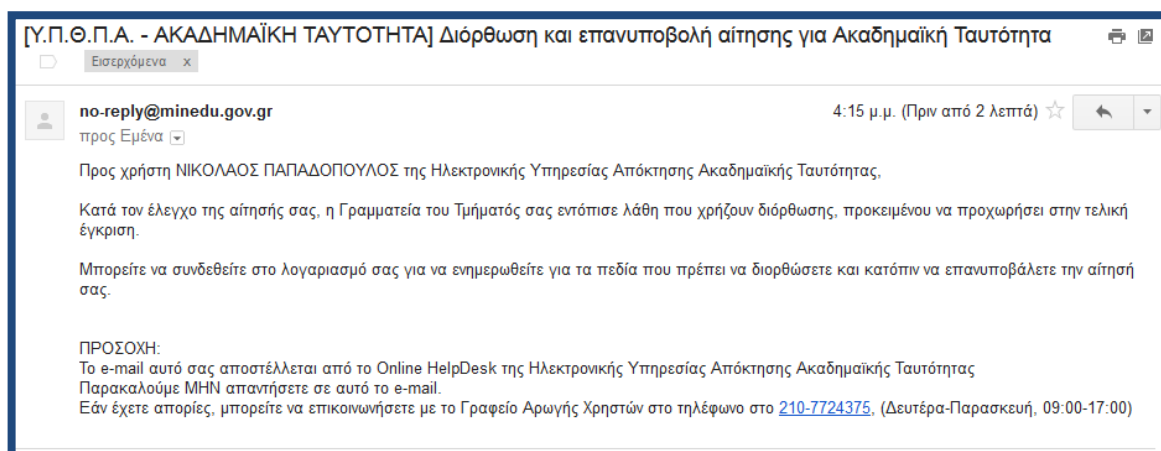 [Υ.Π.Θ.Π.Α. - ΑΚΑΔΗΜΑΪΚΗ ΤΑΥΤΟΤΗΤΑ] Διόρθωση και επανυποβολή αίτησης για Ακαδημαϊκή Ταυτότητα
Εισερχόμενα x
no-reply@minedu.gov.gr 4:15 μ.μ. (Πριν από 2 λεπτά)
προς Εμένα
Προς χρήστη ΝΙΚΟΛΑΟΣ ΠΑΠΑΔΟΠΟΥΛΟΣ της Ηλεκτρονικής Υπηρεσίας Απόκτησης Ακαδημαϊκής Ταυτότητας,
Κατά τον έλεγχο της αίτησής σας, η Γραμματεία του Τμήματός σας εντόπισε λάθη που χρήζουν διόρθωσης, προκειμένου να προχωρήσει στην τελική
έγκριση.
Μπορείτε να συνδεθείτε στο λογαριασμό σας για να ενημερωθείτε για τα πεδία που πρέπει να διορθώσετε και κατόπιν να επανυποβάλετε την αίτησή
σας.
ΠΡΟΣΟΧΗ:
Το e-mail αυτό σας αποστέλλεται από το Online HelpDesk της Ηλεκτρονικής Υπηρεσίας Απόκτησης Ακαδημαϊκής Ταυτότητας
Παρακαλούμε ΜΗΝ απαντήσετε σε αυτό το e-mail.
Εάν έχετε απορίες, μπορείτε να επικοινωνήσετε με το Γραφείο Αρωγής Χρηστών στο τηλέφωνο στο 210-7724375, (Δευτέρα-Παρασκευή, 09:00-17:00)